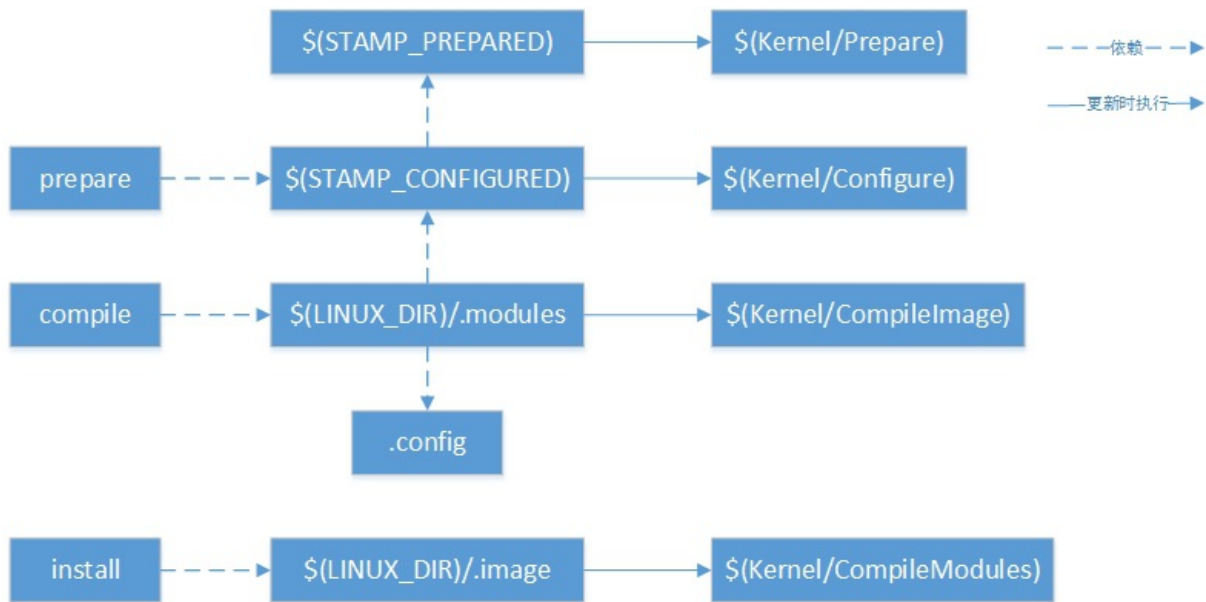 $(STAMP_PREPARED)
$(Kernel/Prepare)
依赖
更新时执行
prepare
$(STAMP_CONFIGURED)
$(Kernel/Configure)
compile
$(LINUX_DIR)/.modules
$(Kernel/CompileImage)
.config
install
$(LINUX_DIR)/.image
$(Kernel/CompileModules)